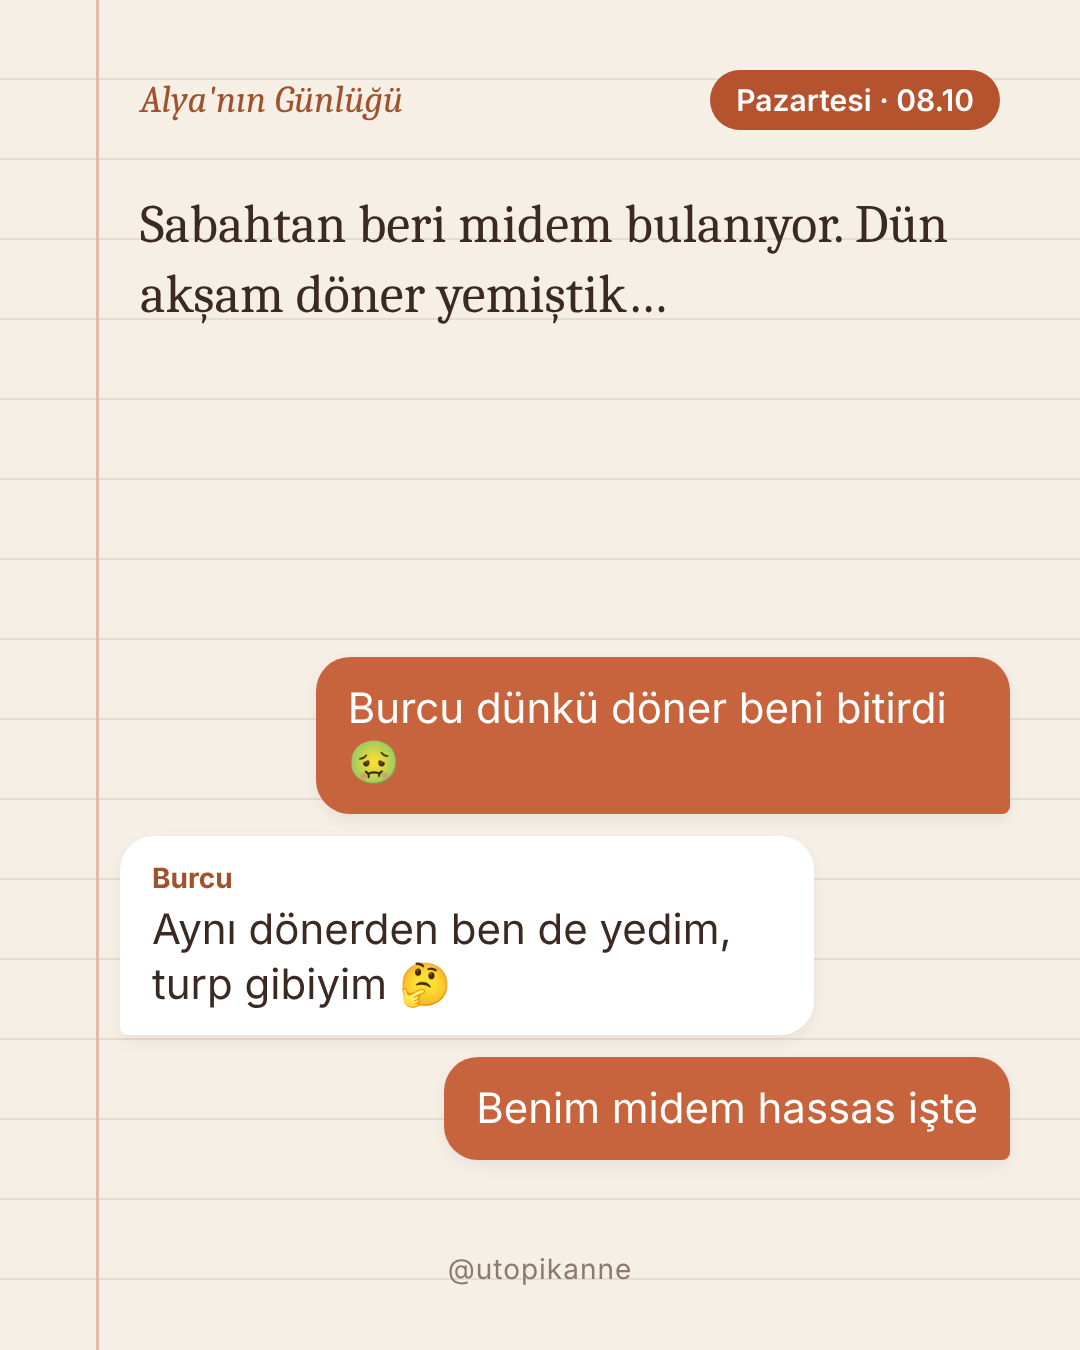 Alya'nın Günlüğü
Pazartesi · 08.10
Sabahtan beri midem bulanıyor. Dün
akşam döner yemiştik...
Burcu dünkü döner beni bitirdi
🤢
Burcu
Aynı dönerden ben de yedim,
turp gibiyim 🤔
Benim midem hassas işte
@utopikanne